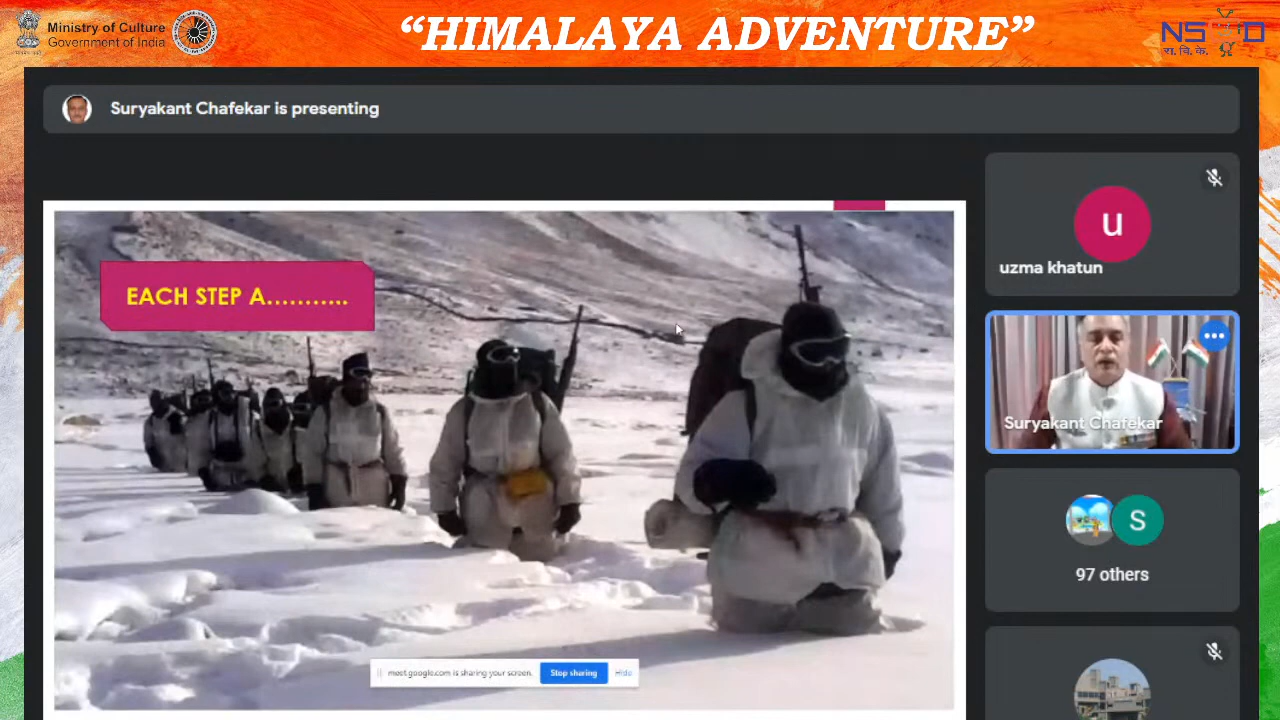 Ministry of Culture
Government of India
“HIMALAYA ADVENTURE”
NSD
रा. वि. के.
Suryakant Chafekar is presenting
EACH STEP A...........
u
uzma khatun
Suryakant Chafekar
S
97 others
meet.google.com is sharing your screen.
Stop sharing
Hide